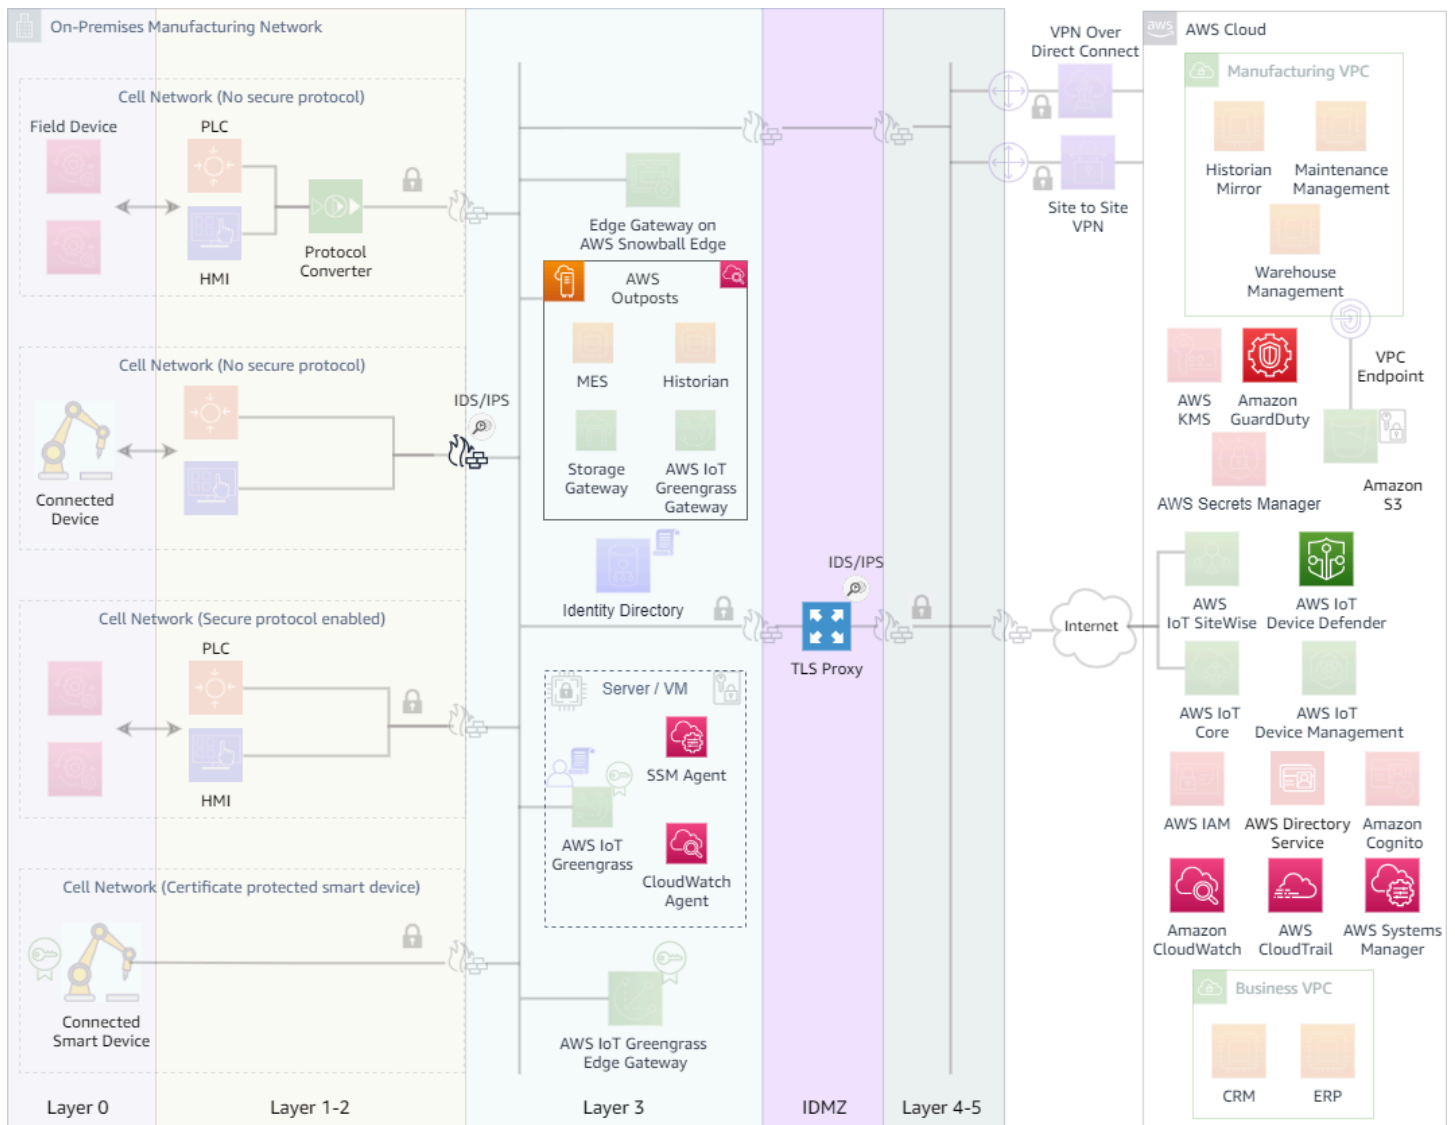 On-Premises Manufacturing Network
Cell Network (No secure protocol)
Field Device
PLC
HMI
Protocol
Converter
Cell Network (No secure protocol)
Connected
Device
IDS/IPS
Cell Network (Secure protocol enabled)
PLC
HMI
Cell Network (Certificate protected smart device)
Connected
Smart Device
Edge Gateway on
AWS Snowball Edge
AWS
Outposts
MES
Historian
Storage
Gateway
AWS IoT
Greengrass
Gateway
Identity Directory
Server / VM
SSM Agent
AWS IoT
Greengrass
CloudWatch
Agent
AWS IoT Greengrass
Edge Gateway
IDS/IPS
TLS Proxy
VPN Over
Direct Connect
Site to Site
VPN
Internet
aws
AWS Cloud
Manufacturing VPC
Historian
Mirror
Maintenance
Management
Warehouse
Management
VPC
Endpoint
AWS
KMS
Amazon
GuardDuty
AWS Secrets Manager
Amazon
S3
AWS
IoT SiteWise
AWS IoT
Device Defender
AWS IoT
Core
AWS IoT
Device Management
AWS IAM
AWS Directory
Service
Amazon
Cognito
Amazon
CloudWatch
AWS
CloudTrail
AWS Systems
Manager
Business VPC
CRM
ERP
Layer 0
Layer 1-2
Layer 3
IDMZ
Layer 4-5